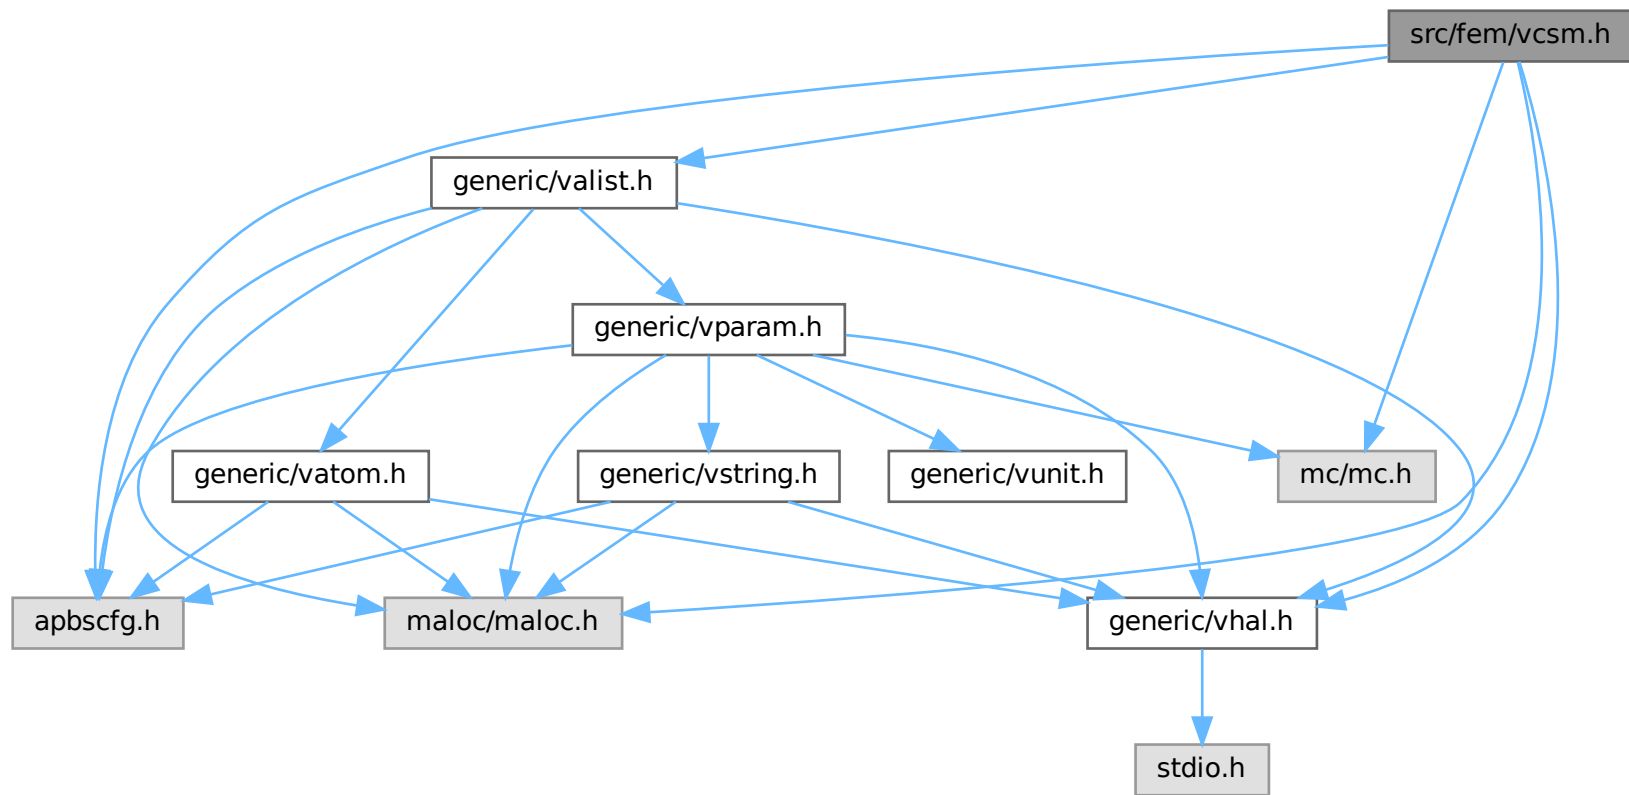 src/fem/vcsm.h
generic/valist.h
generic/vparam.h
generic/vatom.h
generic/vstring.h
generic/vunit.h
mc/mc.h
apbscfg.h
maloc/maloc.h
generic/vhal.h
stdio.h